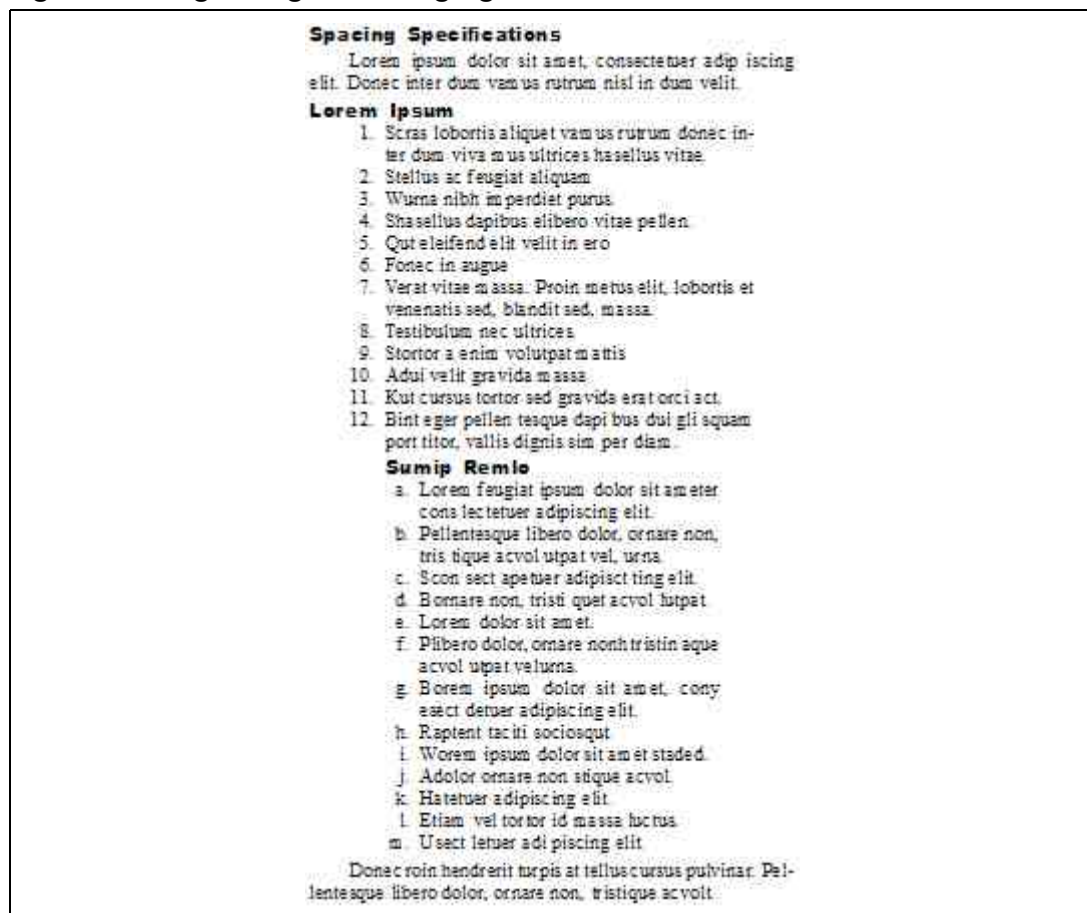 Spacing Specifications
Lorem ipsum dolor sit amet, consectetuer adip iscing
elit. Donec inter dum vamus rutrum nisl in dum velit.
Lorem Ipsum
1. Scras lobortis aliquet vamus rutrum donec in-
ter dum viva mus ultrices hasellus vitae.
2. Stellus ac feugiat aliquam
3. Wurna nibh imperdiet purus.
4. Shasellus dapibus elibero vitae pellen.
5. Qut eleifend elit velit in ero
6. Fonec in augue
7. Verat vitae massa. Proin metus elit, lobortis et
venenatis sed, blandit sed, massa.
8. Testibulum nec ultrices.
9. Stortor a enim volutpat mattis
10. Adui velit gravida massa
11. Kut cursus tortor sed gravida erat orci act.
12. Bint eger pellen tesque dapi bus dui gli squam
port titor, vallis dignis sim per diam.
Sumip Remlo
a. Lorem feugiat ipsum dolor sit ameter
cons lectetuer adipiscing elit.
b. Pellentesque libero dolor, ornare non,
tris tique acvol utpat vel, urna.
c. Scon sect apetuer adipisct ting elit.
d. Bornare non, tristi quet acvol lutpat.
e. Lorem dolor sit amet.
f. Plibero dolor, ornare nonh tristin aque
acvol utpat velurna.
g. Borem ipsum dolor sit amet, cony
esect detuer adipiscing elit.
h. Raptent taciti sociosqut
i. Worem ipsum dolor sit amet staded.
j. Adolor ornare non stique acvol.
k. Hatetuer adipiscing elit.
l. Etiam vel tortor id massa luctus.
m. Usect letuer adi piscing elit.
Donec roin hendrerit turpis at tellus cursus pulvinar. Pel-
lentesque libero dolor, ornare non, tristique acvolt.